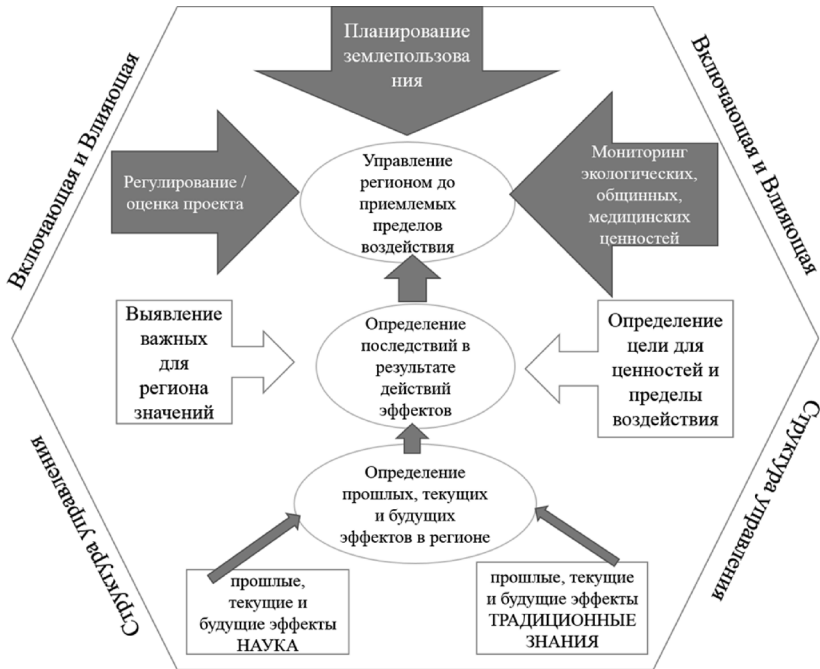 Планирование
землепользова
ния
Включающая и Влияющая
Включающая и Влияющая
Регулирование /
оценка проекта
Управление
регионом до
приемлемых
пределов
воздействия
Мониторинг
экологических,
общинных,
медицинских
ценностей
Выявление
важных
для
региона
значений
Определение
последствий в
результате
действий
эффектов
Определение
цели для
ценностей и
пределы
воздействия
Структура управления
Структура управления
Определение
прошлых, текущих
и будущих
эффектов в регионе
прошлые,
текущие и
будущие эффекты
НАУКА
прошлые, текущие
и будущие эффекты
ТРАДИЦИОННЫЕ
ЗНАНИЯ